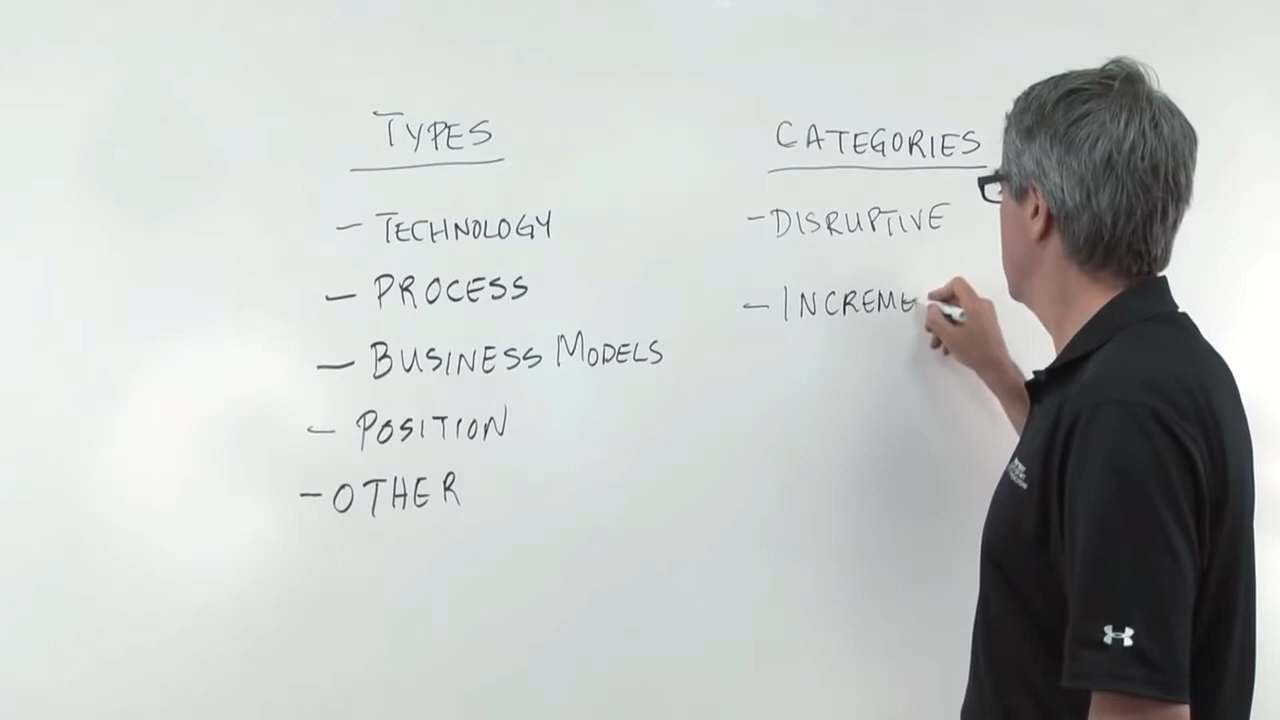 TYPES
- TECHNOLOGY
- PROCESS
- BUSINESS MODELS
- POSITION
- OTHER
CATEGORIES
- DISRUPTIVE
- INCREME